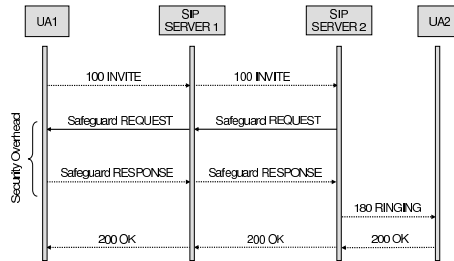 UA1
SIP
SERVER 1
SIP
SERVER 2
UA2
100 INVITE
100 INVITE
Safeguard REQUEST
Safeguard REQUEST
Security Overhead
Safeguard RESPONSE
Safeguard RESPONSE
180 RINGING
200 OK
200 OK
200 OK